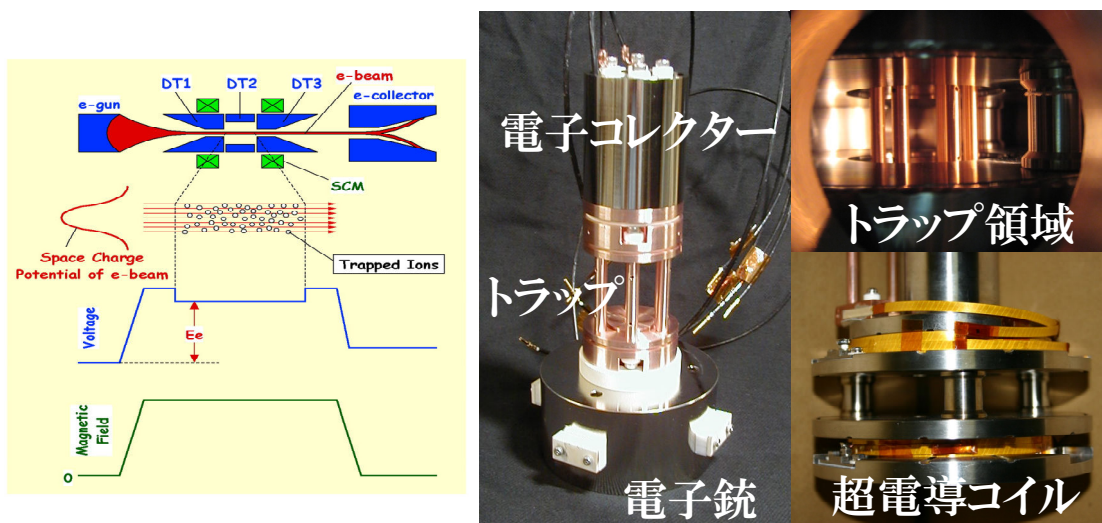 DT1
DT2
DT3
e-beam
e-gun
e-collector
SCM
Space Charge
Potential of e-beam
Trapped Ions
Voltage
Ee
Magnetic
Field
0
電子コレクター
トラップ
電子銃
トラップ領域
超電導コイル